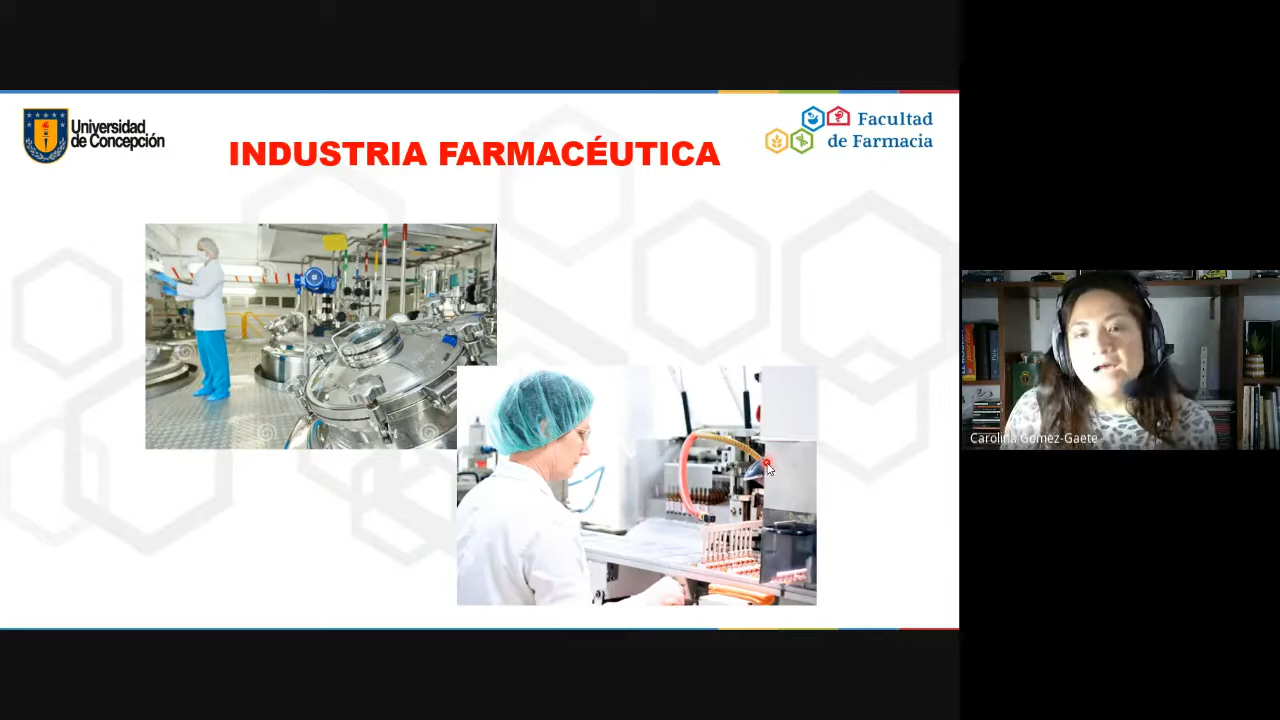 Universidad
de Concepción
INDUSTRIA FARMACÉUTICA
Facultad
de Farmacia
Carolina Gomez-Gaete